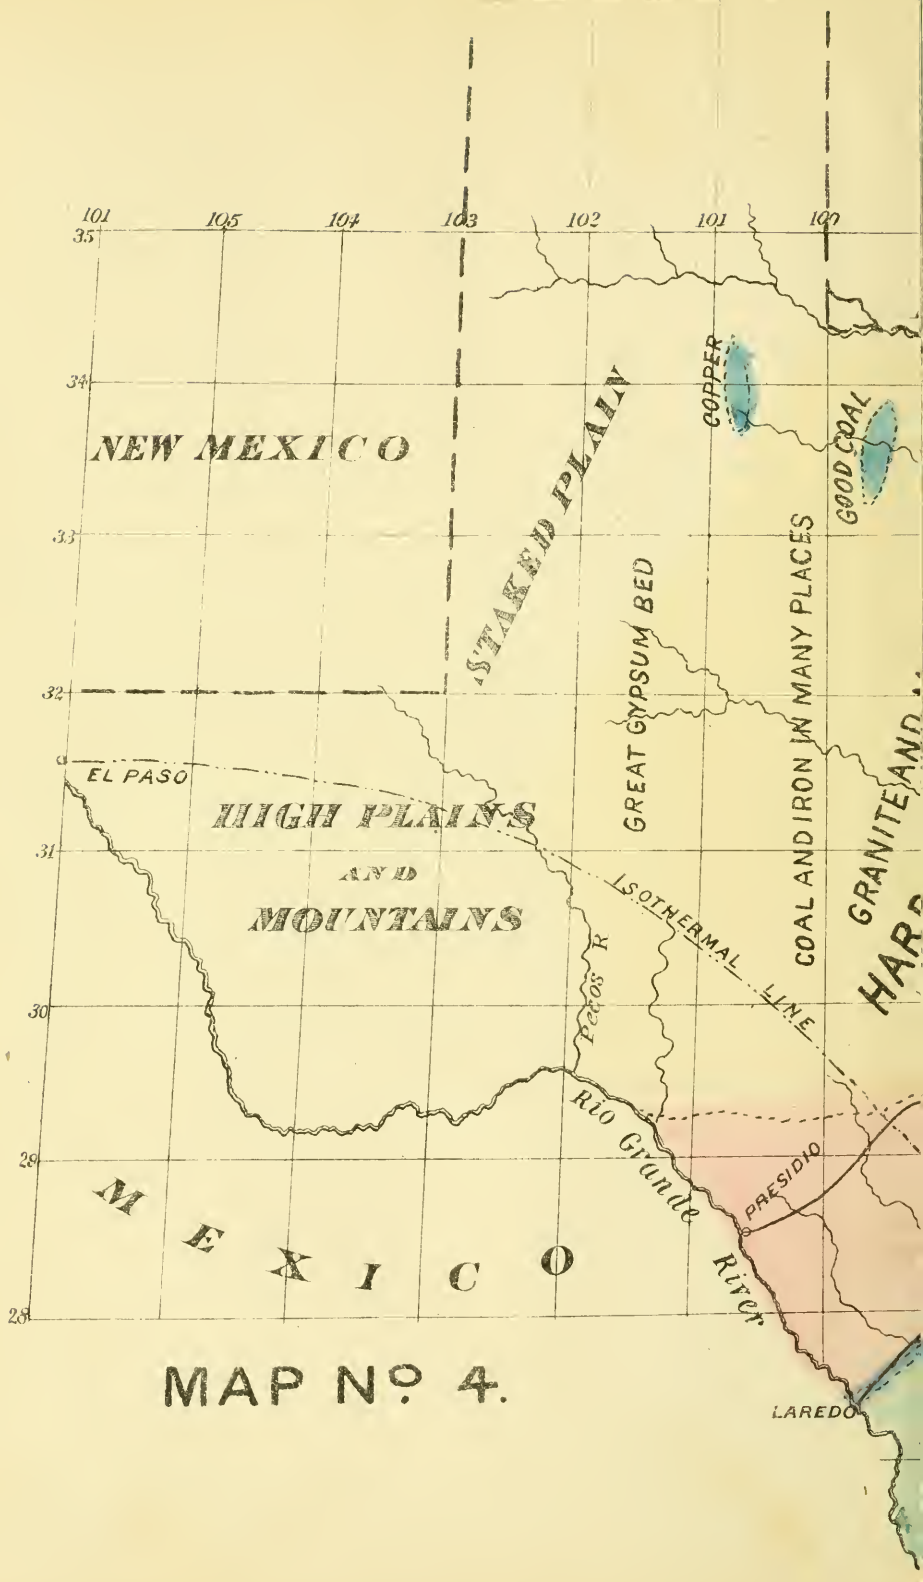 101 105 104 103 102 101 100
35
34
33
32
31
30
29
28
NEW MEXICO
STAKED PLAIN
COPPER
GOOD COAL
GREAT GYPSUM BED
COAL AND IRON IN MANY PLACES
GRANITE AND
HARD
EL PASO
HIGH PLAINS
AND
MOUNTAINS
ISOTHERMAL LINE
Pecos R
Rio Grande River
PRESIDIO
MEXICO
LAREDO
MAP No. 4.